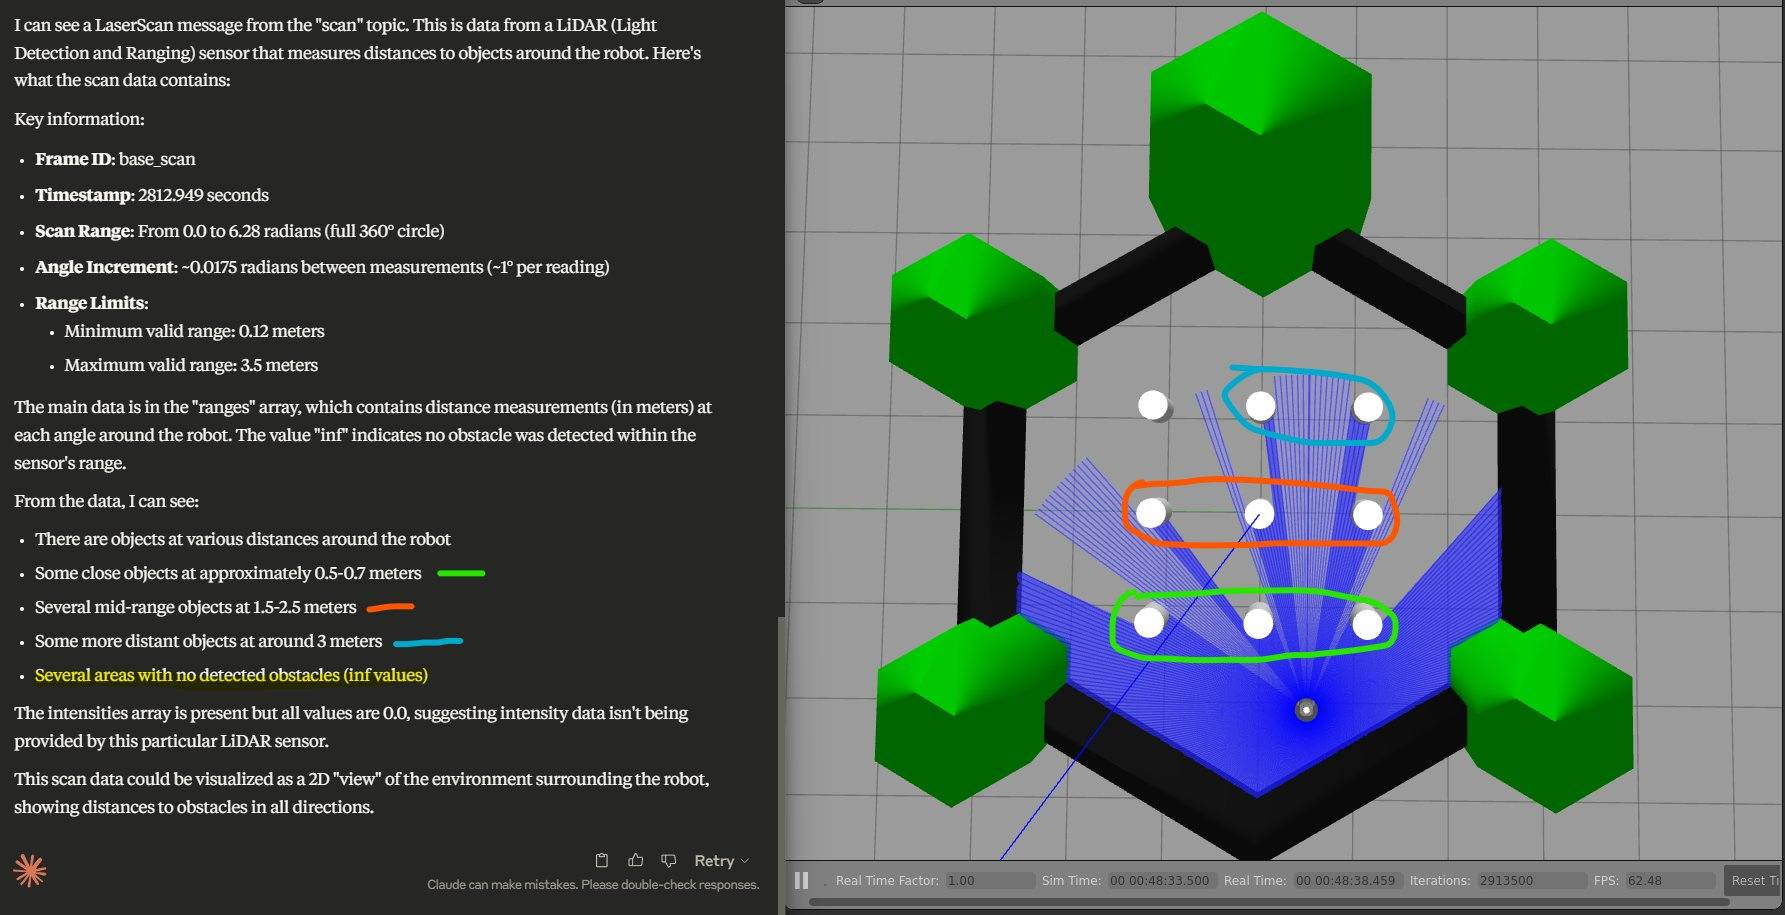 I can see a LaserScan message from the "scan" topic. This is data from a LiDAR (Light
Detection and Ranging) sensor that measures distances to objects around the robot. Here's
what the scan data contains:
Key information:
• Frame ID: base_scan
• Timestamp: 2812.949 seconds
• Scan Range: From 0.0 to 6.28 radians (full 360° circle)
• Angle Increment: ~0.0175 radians between measurements (~1° per reading)
• Range Limits:
• Minimum valid range: 0.12 meters
• Maximum valid range: 3.5 meters
The main data is in the "ranges" array, which contains distance measurements (in meters) at
each angle around the robot. The value "inf" indicates no obstacle was detected within the
sensor's range.
From the data, I can see:
• There are objects at various distances around the robot
• Some close objects at approximately 0.5-0.7 meters
• Several mid-range objects at 1.5-2.5 meters
• Some more distant objects at around 3 meters
• Several areas with no detected obstacles (inf values)
The intensities array is present but all values are 0.0, suggesting intensity data isn't being
provided by this particular LiDAR sensor.
This scan data could be visualized as a 2D "view" of the environment surrounding the robot,
showing distances to obstacles in all directions.
Retry
Claude can make mistakes. Please double-check responses.
Real Time Factor: 1.00 Sim Time: 00 00:48:33.500 Real Time: 00 00:48:38.459 Iterations: 2913500 FPS: 62.48 Reset Ti